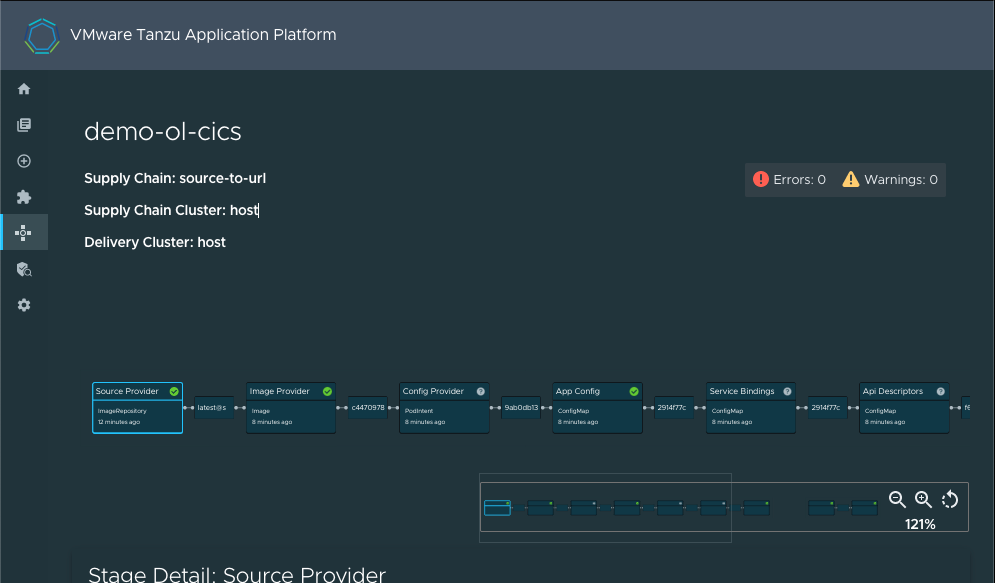 VMware Tanzu Application Platform
demo-ol-cics
Supply Chain: source-to-url
Errors: 0 Warnings: 0
Supply Chain Cluster: host
Delivery Cluster: host
Source Provider
ImageRepository
12 minutes ago
latest@s
Image Provider
Image
8 minutes ago
c4470978
Config Provider
PodIntent
8 minutes ago
9ab0db13
App Config
ConfigMap
8 minutes ago
2914f77c
Service Bindings
ConfigMap
8 minutes ago
2914f77c
Api Descriptors
ConfigMap
8 minutes ago
121%
Stage Detail: Source Provider